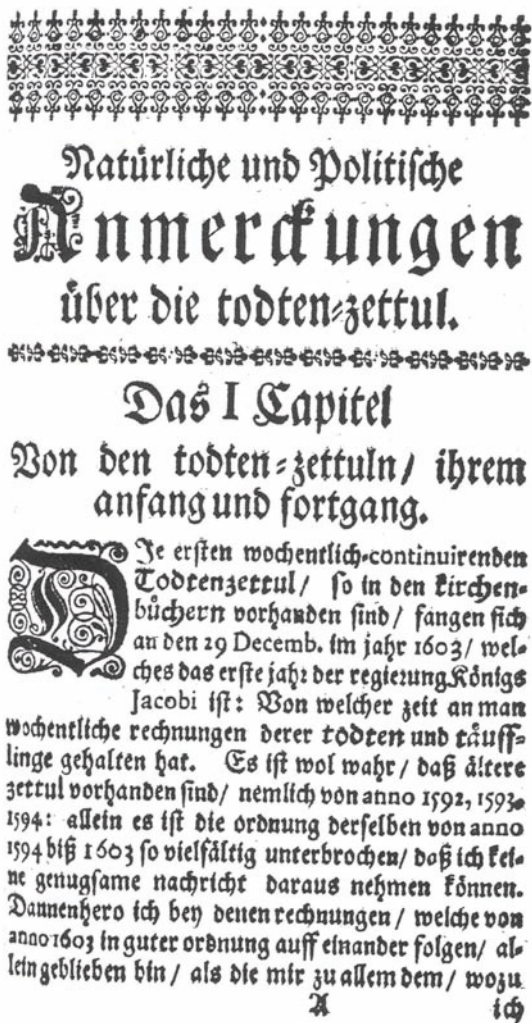 Natürliche und Politische
Anmerckungen
über die todten-zettul.
Das I Capitel
Von den todten-zettuln/ ihrem
anfang und fortgang.
DIe ersten wochentlich-continuirenden
Todtenzettul/ so in den kirchen-
büchern vorhanden sind/ fangen sich
an den 29 Decemb. im jahr 1603/ wel-
ches das erste jahr der regierung Königs
Jacobi ist: Von welcher zeit an man
wochentliche rechnungen derer todten und täuff-
linge gehalten hat. Es ist wol wahr/ daß ältere
zettul vorhanden sind/ nemlich von anno 1592, 1593,
1594: allein es ist die ordnung derselben von anno
1594 biß 1603 so vielfältig unterbrochen/ daß ich kei-
ne genugsame nachricht daraus nehmen können.
Dannenhero ich bey denen rechnungen/ welche von
anno 1603 in guter ordnung auff einander folgen/ al-
lein geblieben bin/ als die mir zu allem dem/ wozu
A ich